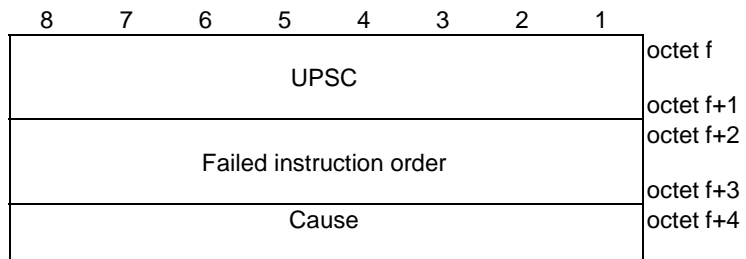 8 7 6 5 4 3 2 1
octet f
UPSC
octet f+1
octet f+2
Failed instruction order
octet f+3
Cause octet f+4